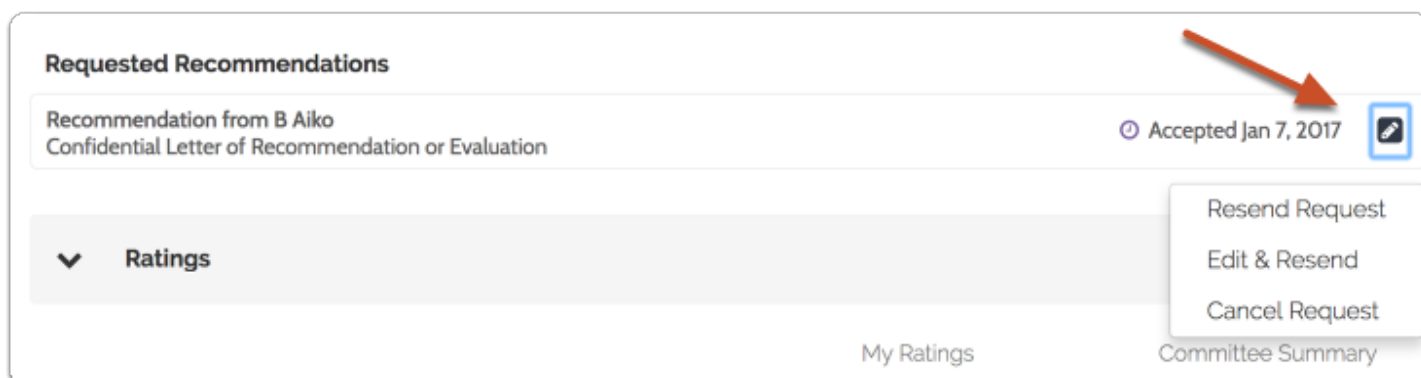 Requested Recommendations
Recommendation from B Aiko
Confidential Letter of Recommendation or Evaluation
Accepted Jan 7, 2017
Resend Request
Edit & Resend
Cancel Request
Ratings
My Ratings
Committee Summary